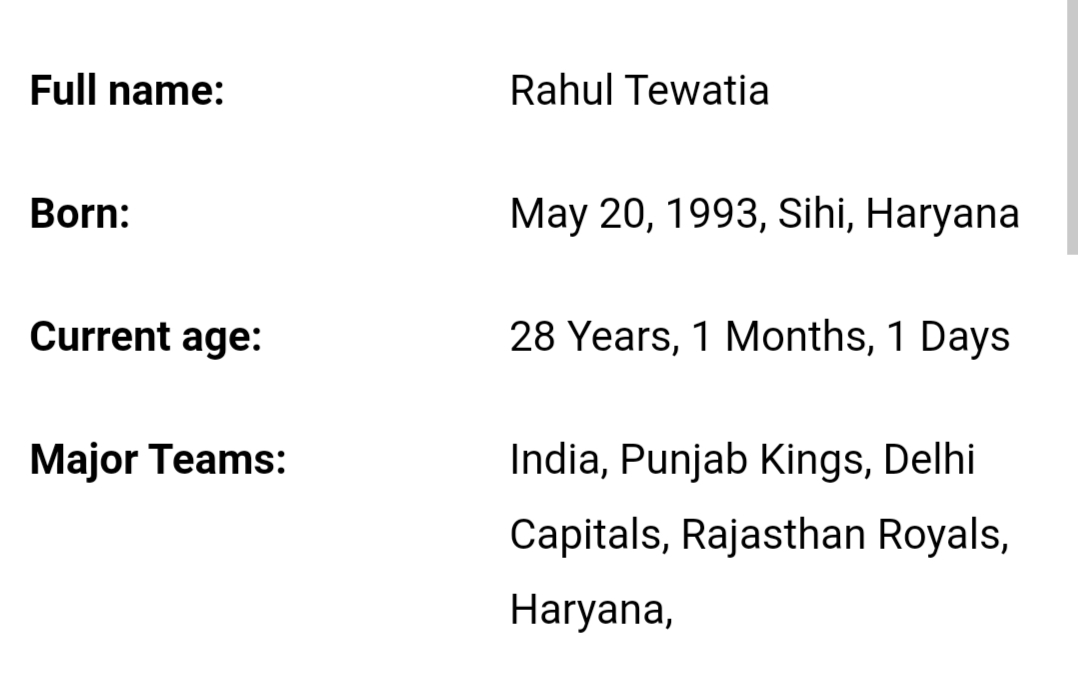 Full name: Rahul Tewatia
Born: May 20, 1993, Sihi, Haryana
Current age: 28 Years, 1 Months, 1 Days
Major Teams: India, Punjab Kings, Delhi
Capitals, Rajasthan Royals,
Haryana,